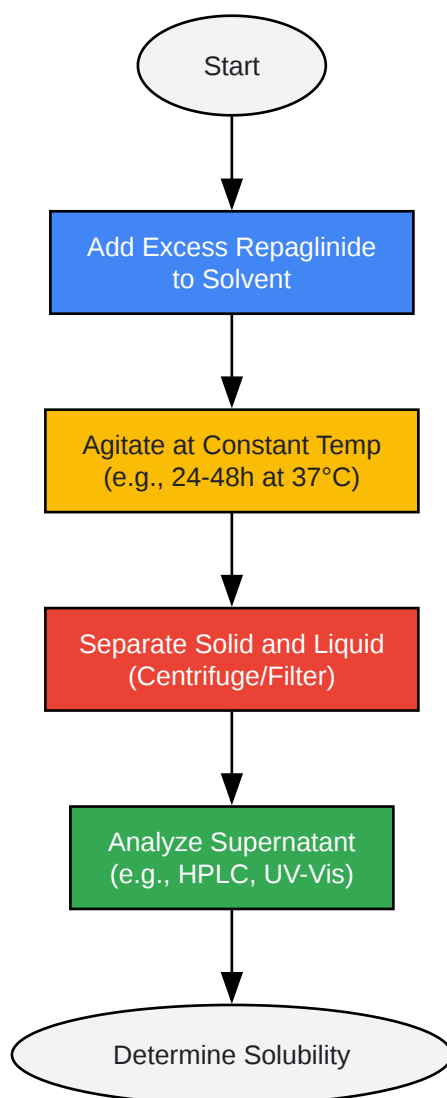 Start
Add Excess Repaglinide
to Solvent
Agitate at Constant Temp
(e.g., 24-48h at 37°C)
Separate Solid and Liquid
(Centrifuge/Filter)
Analyze Supernatant
(e.g., HPLC, UV-Vis)
Determine Solubility